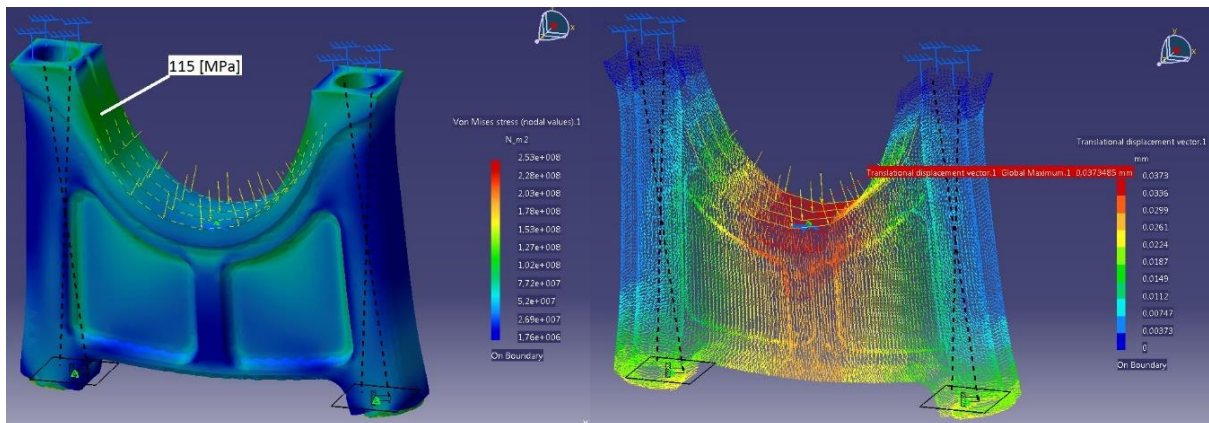 115 [MPa]
Von Mises stress (nodal values).1
N_m2
2.53e+008
2.28e+008
2.03e+008
1.78e+008
1.53e+008
1.27e+008
1.02e+008
7.72e+007
5.2e+007
2.69e+007
1.76e+006
On Boundary
x
y
x
Translational displacement vector.1 Global Maximum.1 0.0373485 mm
Translational displacement vector.1
mm
0.0373
0.0336
0.0299
0.0261
0.0224
0.0187
0.0149
0.0112
0.00747
0.00373
0
On Boundary